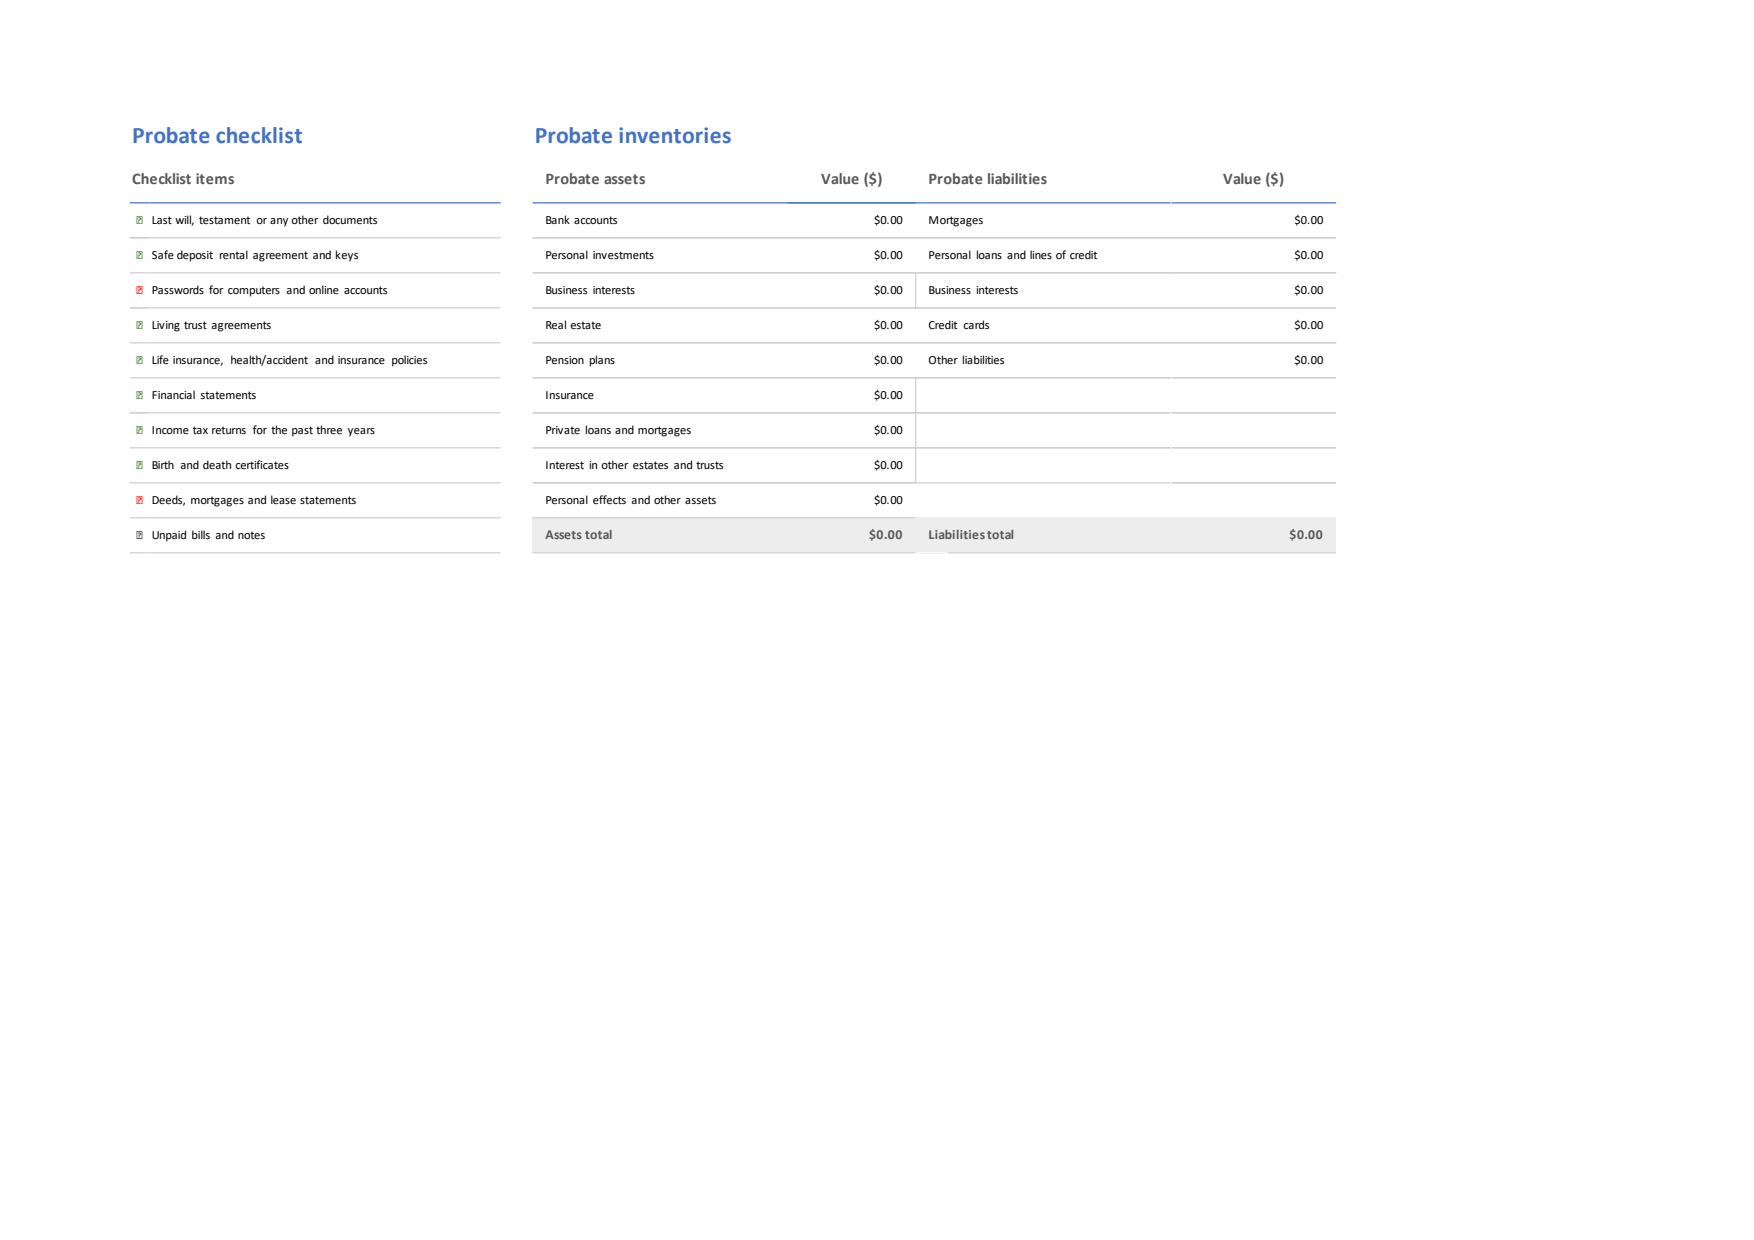 Probate checklist
Checklist items
Last will, testament or any other documents
Safe deposit rental agreement and keys
Passwords for computers and online accounts
Living trust agreements
Life insurance, health/accident and insurance policies
Financial statements
Income tax returns for the past three years
Birth and death certificates
Deeds, mortgages and lease statements
Unpaid bills and notes
Probate inventories
Probate assets Value ($) Probate liabilities Value ($)
Bank accounts $0.00 Mortgages $0.00
Personal investments $0.00 Personal loans and lines of credit $0.00
Business interests $0.00 Business interests $0.00
Real estate $0.00 Credit cards $0.00
Pension plans $0.00 Other liabilities $0.00
Insurance $0.00
Private loans and mortgages $0.00
Interest in other estates and trusts $0.00
Personal effects and other assets $0.00
Assets total $0.00 Liabilities total $0.00